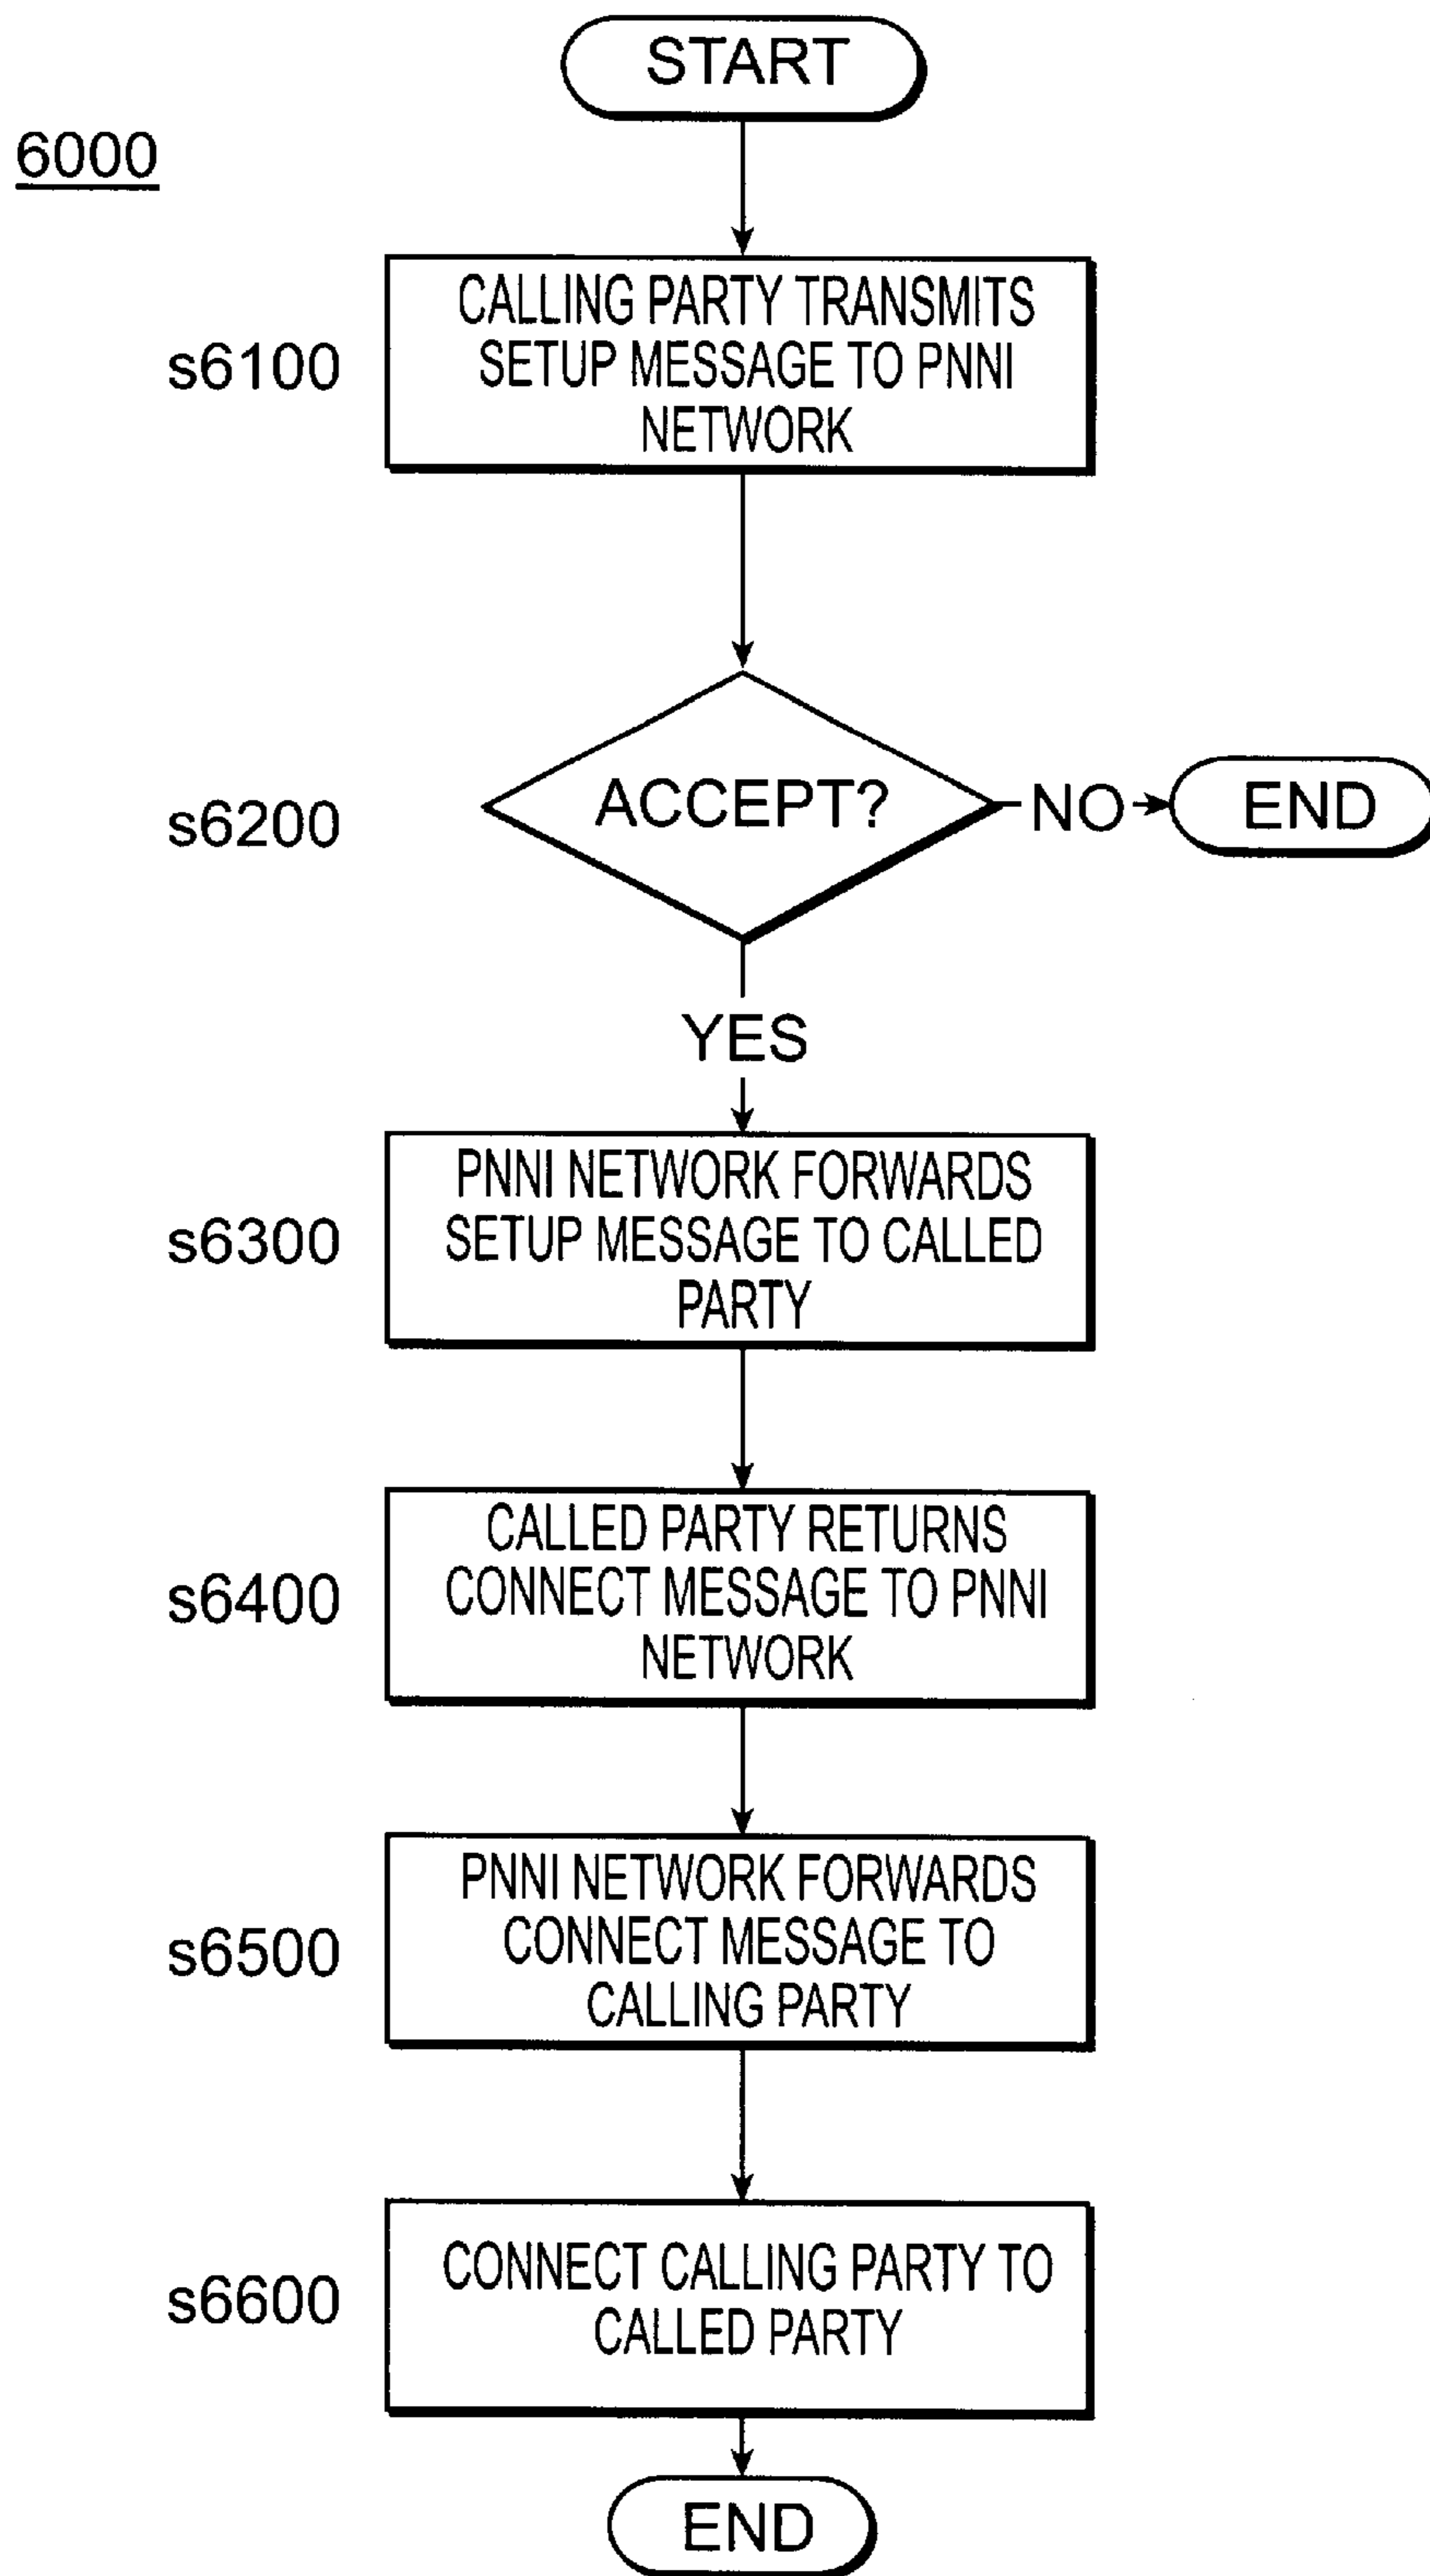 START
6000
CALLING PARTY TRANSMITS
SETUP MESSAGE TO PNNI
NETWORK
s6100
ACCEPT?
NO
END
s6200
YES
PNNI NETWORK FORWARDS
SETUP MESSAGE TO CALLED
PARTY
s6300
CALLED PARTY RETURNS
CONNECT MESSAGE TO PNNI
NETWORK
s6400
PNNI NETWORK FORWARDS
CONNECT MESSAGE TO
CALLING PARTY
s6500
CONNECT CALLING PARTY TO
CALLED PARTY
s6600
END